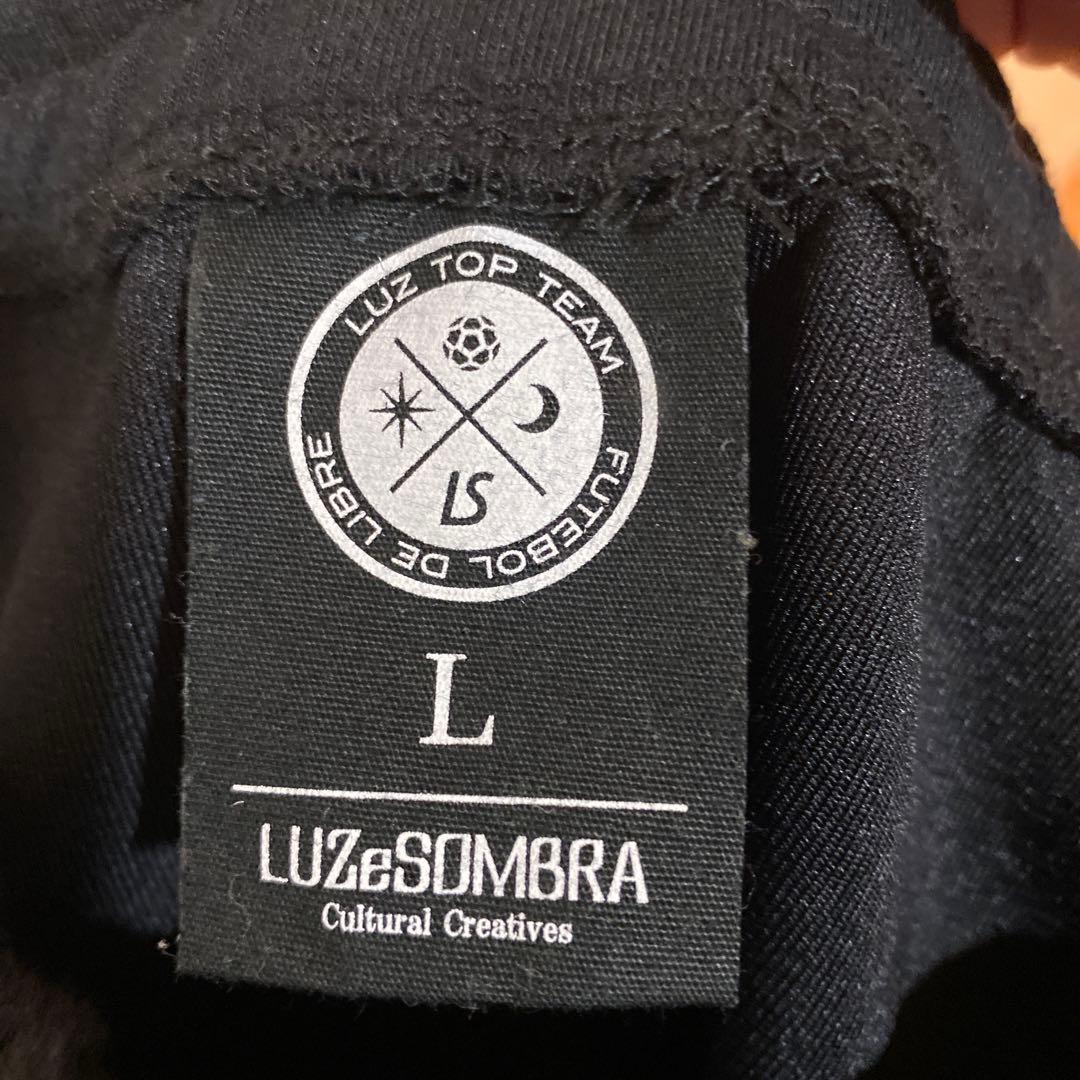 LUZ TOP TEAM
FUTEBOL DE LIBRE
LS
L
LUZeSOMBRA
Cultural Creatives